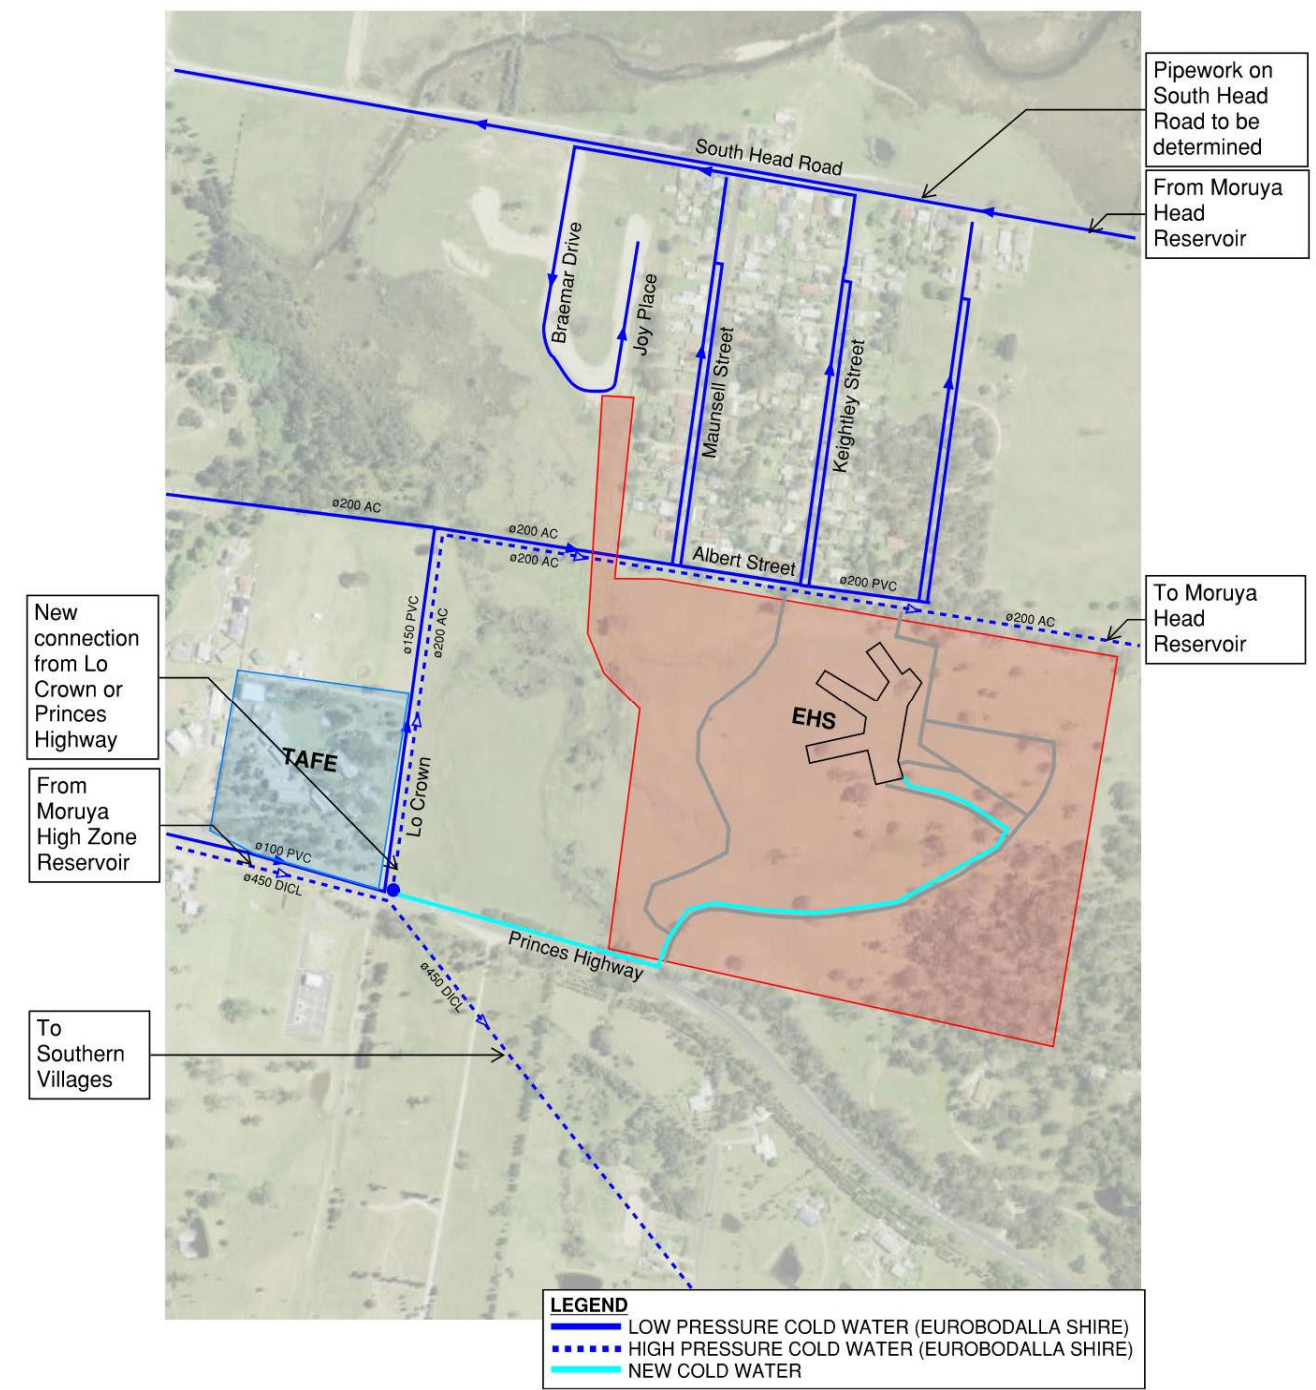 Pipework on
South Head
Road to be
determined
From Moruya
Head
Reservoir
South Head Road
Braemar Drive
Joy Place
Maunsell Street
Keightley Street
ø200 AC
ø200 AC
ø200 AC
Albert Street
ø200 PVC
ø200 AC
To Moruya
Head
Reservoir
New
connection
from Lo
Crown or
Princes
Highway
ø150 PVC
ø200 AC
EHS
TAFE
Lo Crown
From
Moruya
High Zone
Reservoir
ø100 PVC
ø450 DICL
Princes Highway
ø450 DICL
To
Southern
Villages
LEGEND
LOW PRESSURE COLD WATER (EUROBODALLA SHIRE)
HIGH PRESSURE COLD WATER (EUROBODALLA SHIRE)
NEW COLD WATER